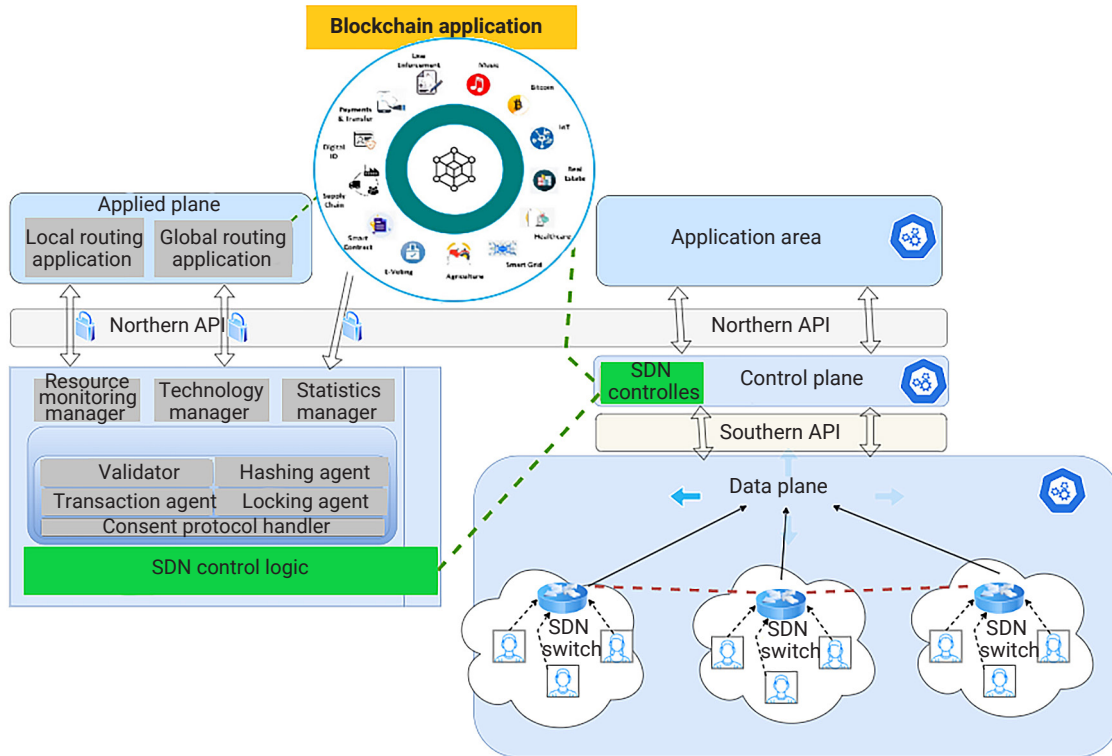 Blockchain application
Law
Enforcement
Music
Bitcoin
Payments
& Transfer
IoT
Digital
ID
Real
Estate
Supply
Chain
Healthcare
Smart
Contract
Smart Grid
E-Voting
Agriculture
Applied plane
Local routing
application
Global routing
application
Application area
Northern API
Northern API
Resource
monitoring
manager
Technology
manager
Statistics
manager
SDN
controlles
Control plane
Southern API
Validator
Hashing agent
Transaction agent
Locking agent
Consent protocol handler
SDN control logic
Data plane
SDN
switch
SDN
switch
SDN
switch